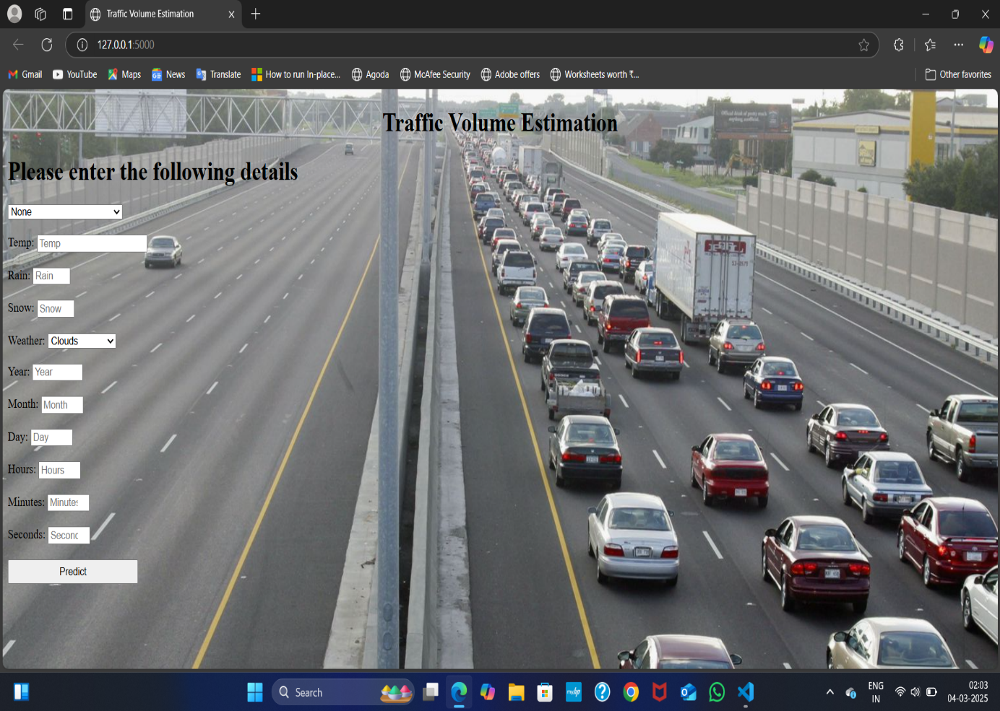 Traffic Volume Estimation
127.0.0.1:5000
Gmail YouTube Maps News Translate How to run In-place... Agoda McAfee Security Adobe offers Worksheets worth ₹... Other favorites
Traffic Volume Estimation
Please enter the following details
None
Temp: Temp
Rain: Rain
Snow: Snow
Weather: Clouds
Year: Year
Month: Month
Day: Day
Hours: Hours
Minutes: Minutes
Seconds: Second
Predict
Search
ENG
IN
02:03
04-03-2025